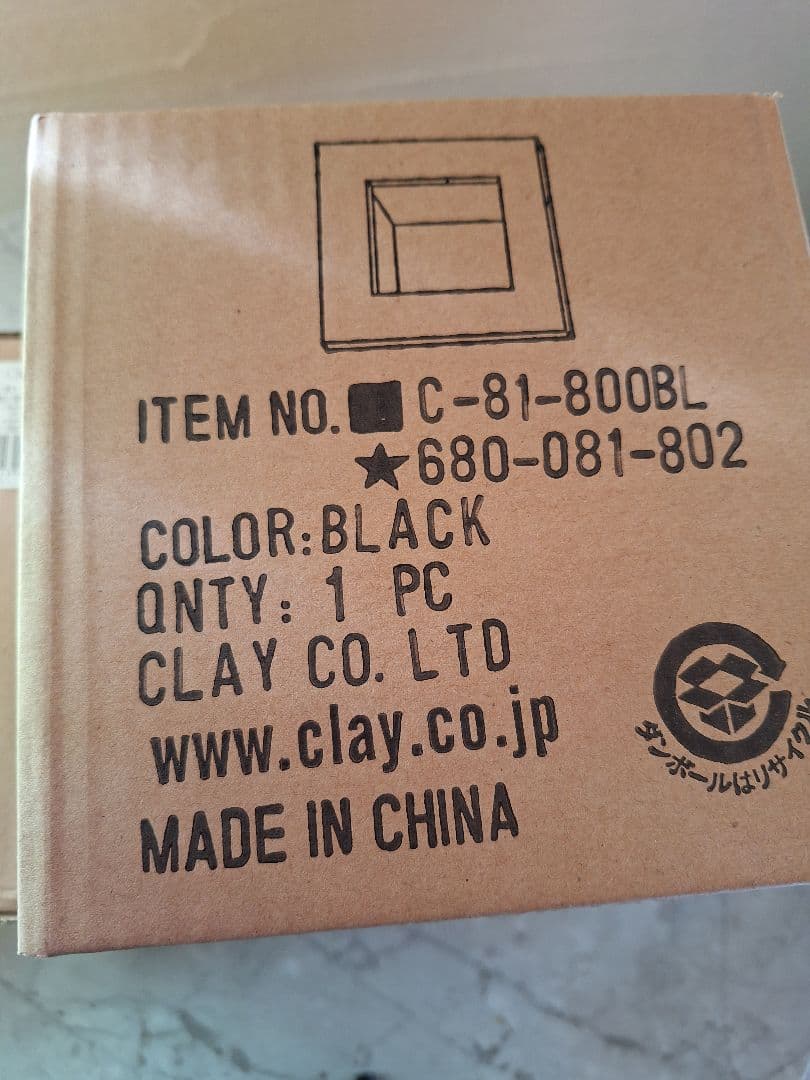 ITEM NO.■C-81-800BL
★680-081-802
COLOR:BLACK
QNTY: 1 PC
CLAY CO. LTD
www.clay.co.jp
MADE IN CHINA
ダンボールはリサイクル